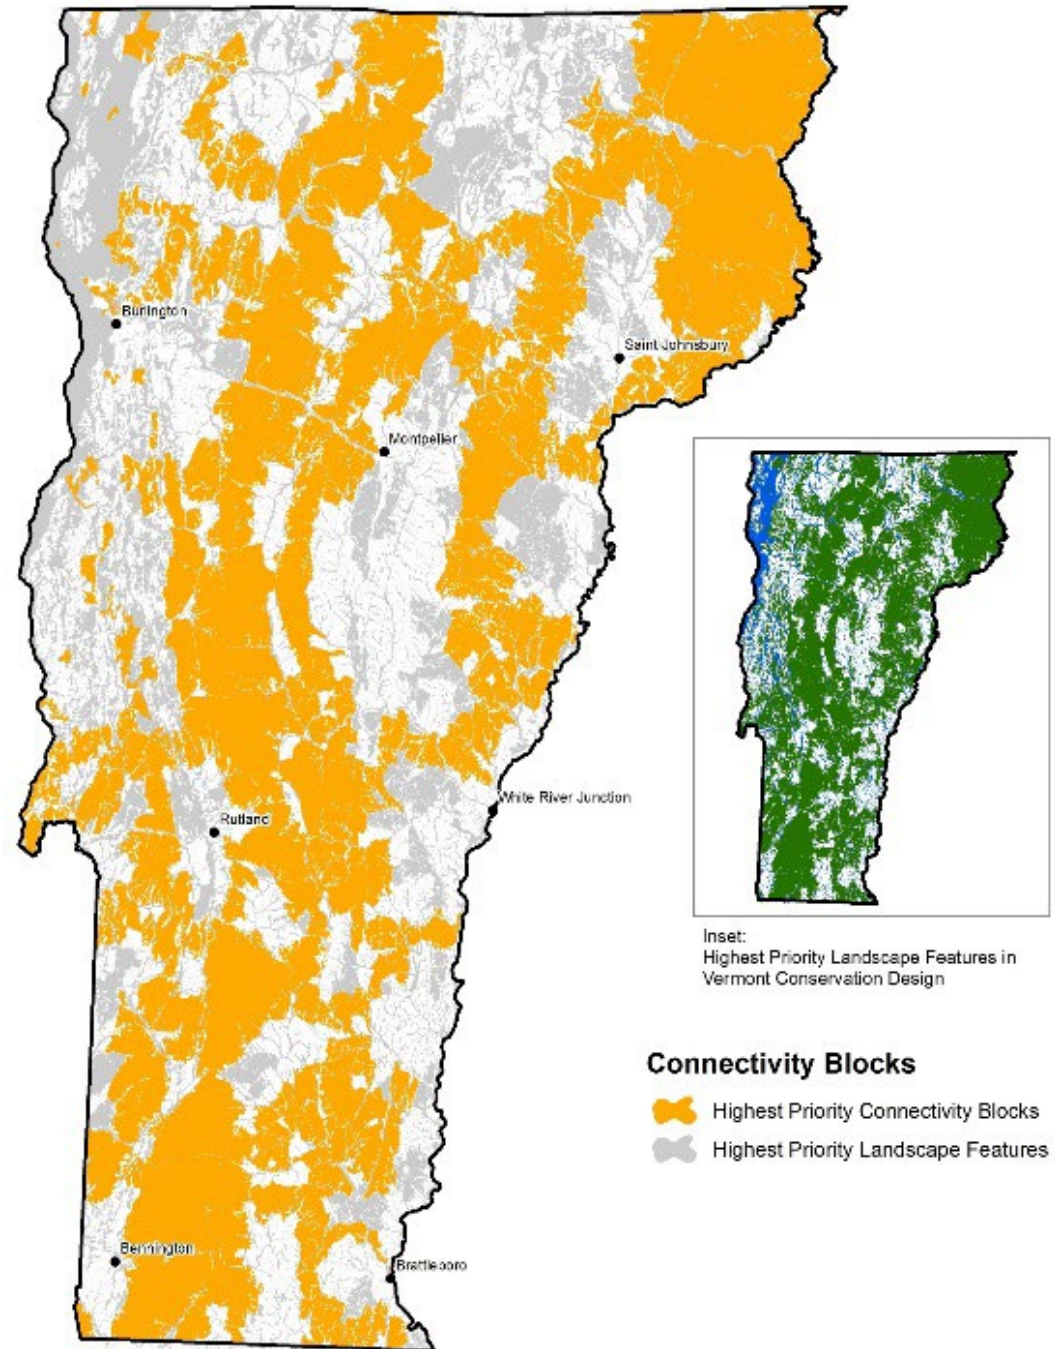 Burlington
Saint Johnsbury
Montpelier
White River Junction
Rutland
Inset:
Highest Priority Landscape Features in
Vermont Conservation Design
Connectivity Blocks
Highest Priority Connectivity Blocks
Highest Priority Landscape Features
Bennington
Brattleboro